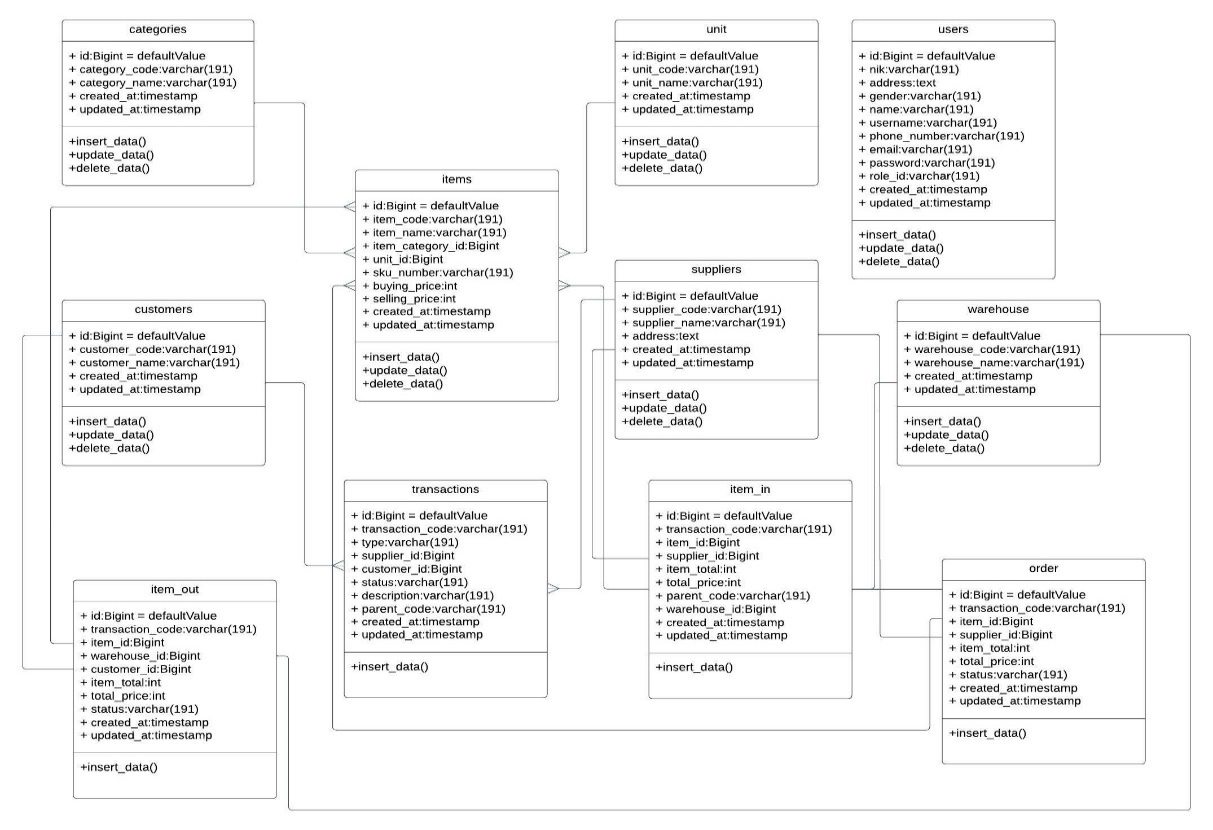 categories
+ id:Bigint = defaultValue
+ category_code:varchar(191)
+ category_name:varchar(191)
+ created_at:timestamp
+ updated_at:timestamp
+insert_data()
+update_data()
+delete_data()
unit
+ id:Bigint = defaultValue
+ unit_code:varchar(191)
+ unit_name:varchar(191)
+ created_at:timestamp
+ updated_at:timestamp
+insert_data()
+update_data()
+delete_data()
users
+ id:Bigint = defaultValue
+ nik:varchar(191)
+ address:text
+ gender:varchar(191)
+ name:varchar(191)
+ username:varchar(191)
+ phone_number:varchar(191)
+ email:varchar(191)
+ password:varchar(191)
+ role_id:varchar(191)
+ created_at:timestamp
+ updated_at:timestamp
+insert_data()
+update_data()
+delete_data()
items
+ id:Bigint = defaultValue
+ item_code:varchar(191)
+ item_name:varchar(191)
+ item_category_id:Bigint
+ unit_id:Bigint
+ sku_number:varchar(191)
+ buying_price:int
+ selling_price:int
+ created_at:timestamp
+ updated_at:timestamp
+insert_data()
+update_data()
+delete_data()
suppliers
+ id:Bigint = defaultValue
+ supplier_code:varchar(191)
+ supplier_name:varchar(191)
+ address:text
+ created_at:timestamp
+ updated_at:timestamp
+insert_data()
+update_data()
+delete_data()
customers
+ id:Bigint = defaultValue
+ customer_code:varchar(191)
+ customer_name:varchar(191)
+ created_at:timestamp
+ updated_at:timestamp
+insert_data()
+update_data()
+delete_data()
warehouse
+ id:Bigint = defaultValue
+ warehouse_code:varchar(191)
+ warehouse_name:varchar(191)
+ created_at:timestamp
+ updated_at:timestamp
+insert_data()
+update_data()
+delete_data()
transactions
+ id:Bigint = defaultValue
+ transaction_code:varchar(191)
+ type:varchar(191)
+ supplier_id:Bigint
+ customer_id:Bigint
+ status:varchar(191)
+ description:varchar(191)
+ parent_code:varchar(191)
+ created_at:timestamp
+ updated_at:timestamp
+insert_data()
item_in
+ id:Bigint = defaultValue
+ transaction_code:varchar(191)
+ item_id:Bigint
+ supplier_id:Bigint
+ item_total:int
+ total_price:int
+ parent_code:varchar(191)
+ warehouse_id:Bigint
+ created_at:timestamp
+ updated_at:timestamp
+insert_data()
order
+ id:Bigint = defaultValue
+ transaction_code:varchar(191)
+ item_id:Bigint
+ supplier_id:Bigint
+ item_total:int
+ total_price:int
+ status:varchar(191)
+ created_at:timestamp
+ updated_at:timestamp
+insert_data()
item_out
+ id:Bigint = defaultValue
+ transaction_code:varchar(191)
+ item_id:Bigint
+ warehouse_id:Bigint
+ customer_id:Bigint
+ item_total:int
+ total_price:int
+ status:varchar(191)
+ created_at:timestamp
+ updated_at:timestamp
+insert_data()